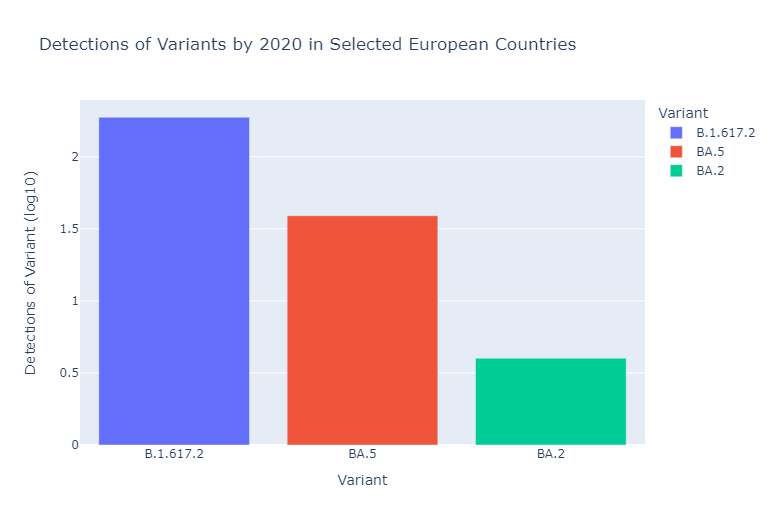 Detections of Variants by 2020 in Selected European Countries
Detections of Variant (log10)
2
1.5
1
0.5
0
B.1.617.2
BA.5
BA.2
Variant
Variant
B.1.617.2
BA.5
BA.2